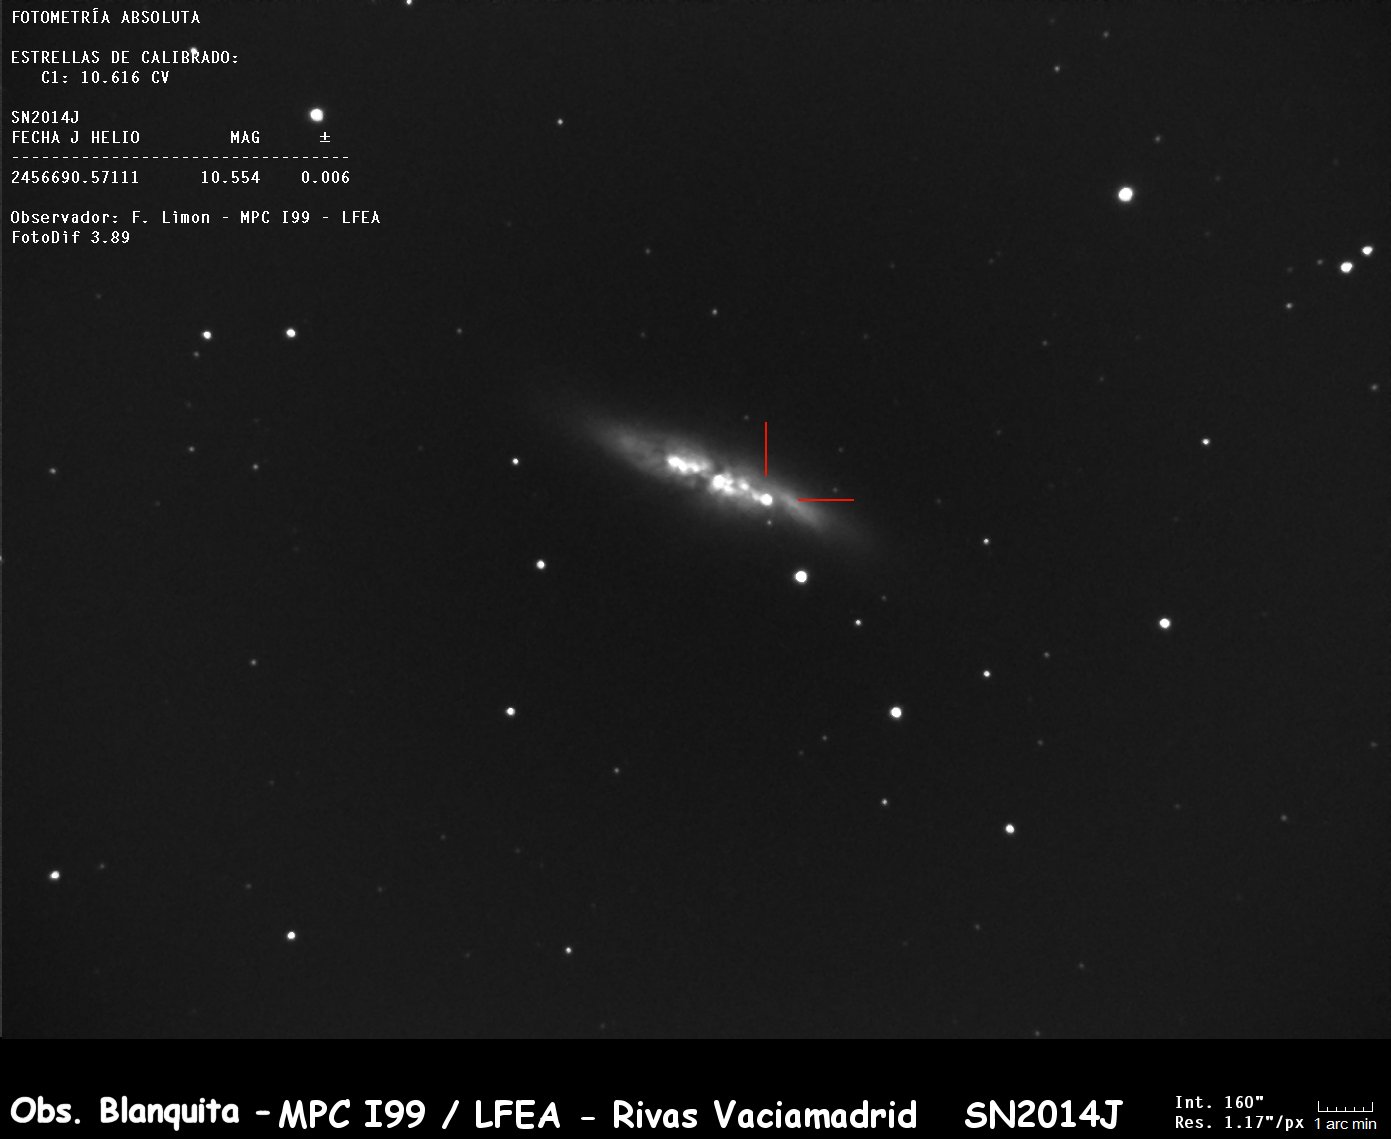 FOTOMETRÍA ABSOLUTA
ESTRELLAS DE CALIBRADO:
C1: 10.616 CV
SN2014J
FECHA J HELIO MAG ±
----------------------------------
2456690.57111 10.554 0.006
Observador: F. Limon - MPC I99 - LFEA
FotoDif 3.89
Obs. Blanquita - MPC I99 / LFEA - Rivas Vaciamadrid SN2014J
Int. 160"
Res. 1.17"/px
1 arc min